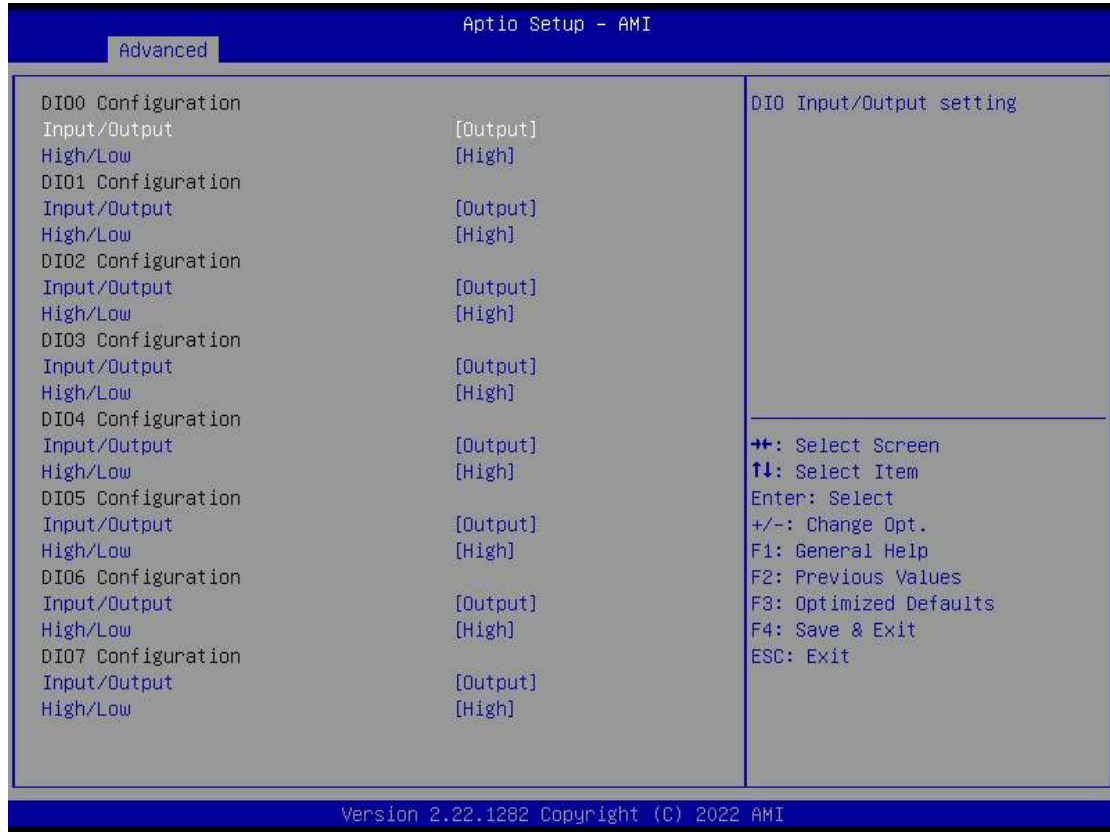 Aptio Setup – AMI
Advanced
DIO0 Configuration
Input/Output [Output]
High/Low [High]
DIO1 Configuration
Input/Output [Output]
High/Low [High]
DIO2 Configuration
Input/Output [Output]
High/Low [High]
DIO3 Configuration
Input/Output [Output]
High/Low [High]
DIO4 Configuration
Input/Output [Output]
High/Low [High]
DIO5 Configuration
Input/Output [Output]
High/Low [High]
DIO6 Configuration
Input/Output [Output]
High/Low [High]
DIO7 Configuration
Input/Output [Output]
High/Low [High]
DIO Input/Output setting
→←: Select Screen
↑↓: Select Item
Enter: Select
+/-: Change Opt.
F1: General Help
F2: Previous Values
F3: Optimized Defaults
F4: Save & Exit
ESC: Exit
Version 2.22.1282 Copyright (C) 2022 AMI